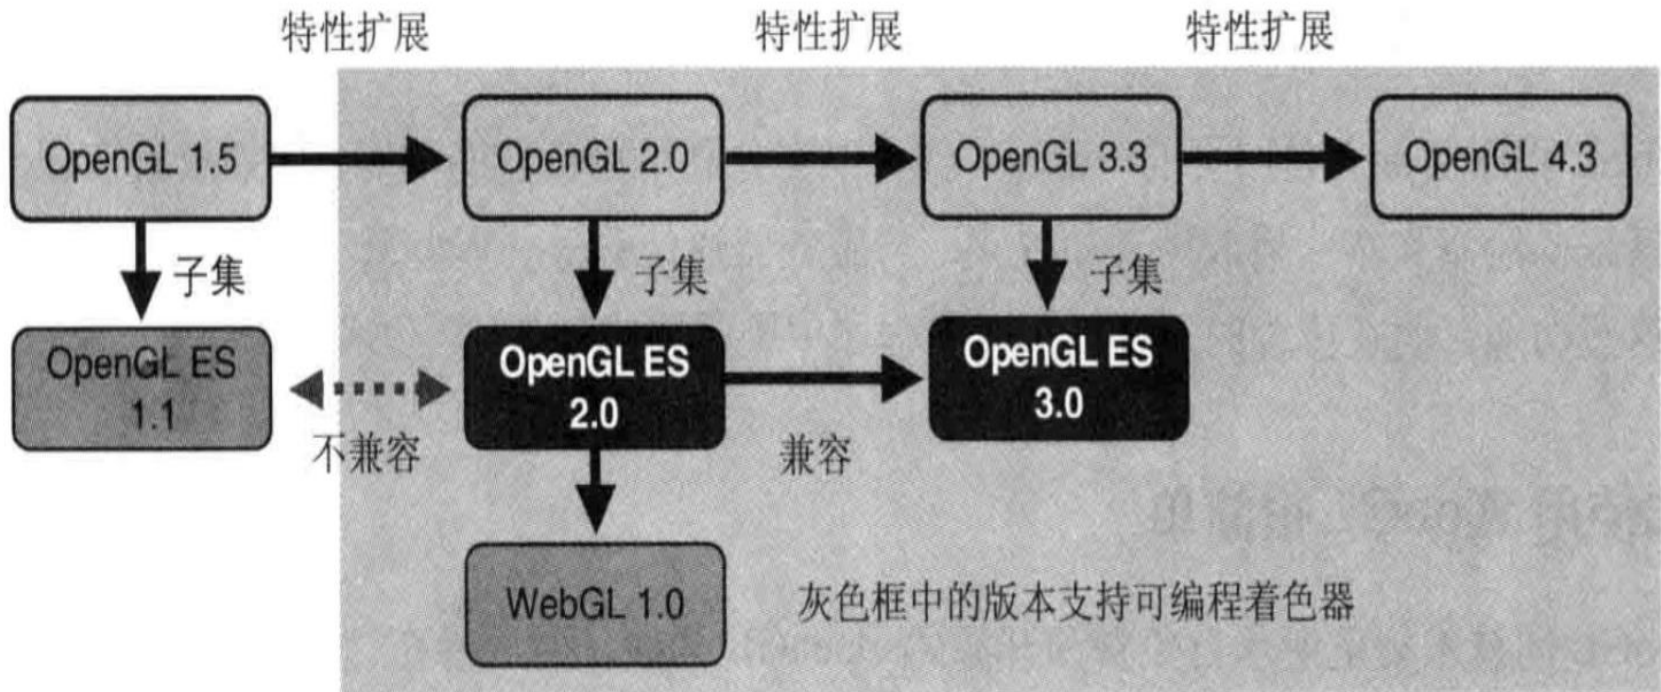 特性扩展 特性扩展 特性扩展
OpenGL 1.5 OpenGL 2.0 OpenGL 3.3 OpenGL 4.3
子集 子集 子集
OpenGL ES
1.1
OpenGL ES
2.0
OpenGL ES
3.0
不兼容 兼容
WebGL 1.0
灰色框中的版本支持可编程着色器